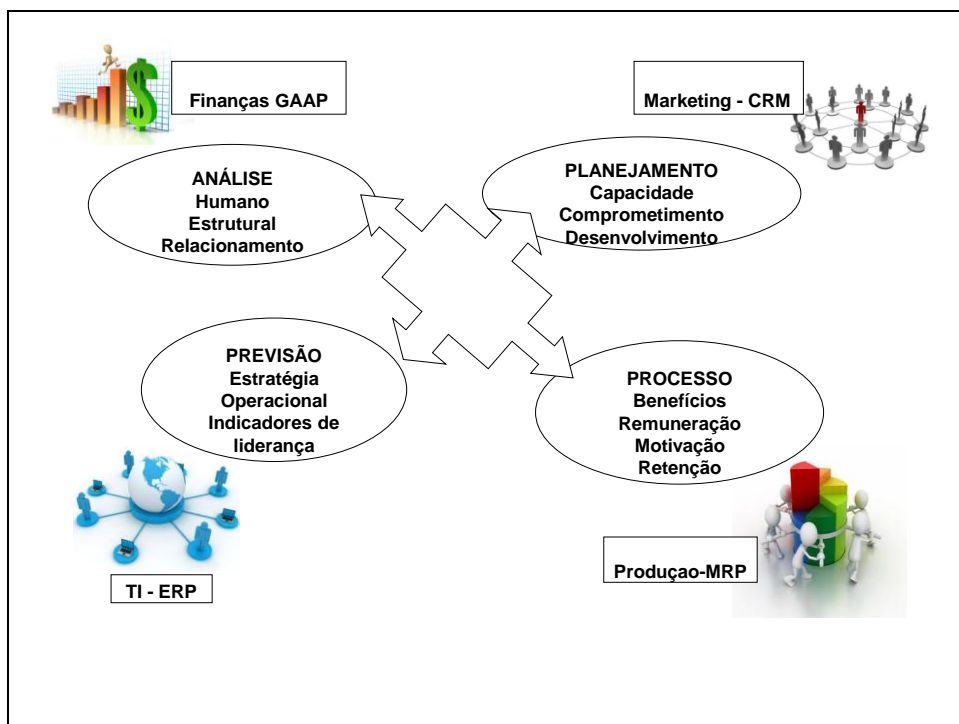 Finanças GAAP
Marketing - CRM
ANÁLISE
Humano
Estrutural
Relacionamento
PLANEJAMENTO
Capacidade
Comprometimento
Desenvolvimento
PREVISÃO
Estratégia
Operacional
Indicadores de
liderança
PROCESSO
Benefícios
Remuneração
Motivação
Retenção
TI - ERP
Produçao-MRP